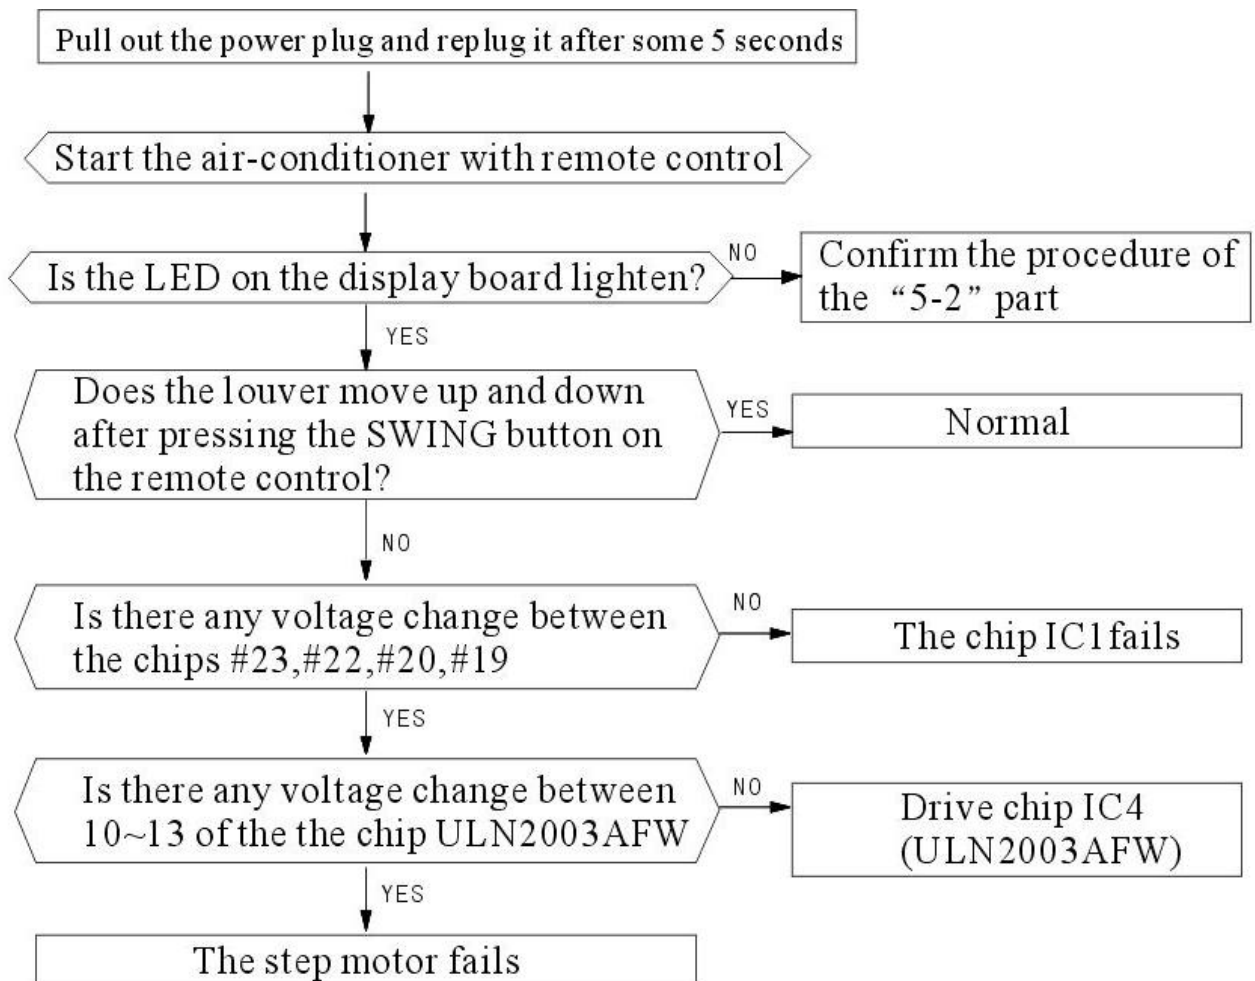 Pull out the power plug and replug it after some 5 seconds
Start the air-conditioner with remote control
Is the LED on the display board lighten?
NO
Confirm the procedure of
the “5-2” part
YES
Does the louver move up and down
after pressing the SWING button on
the remote control?
YES
Normal
NO
Is there any voltage change between
the chips #23,#22,#20,#19
NO
The chip IC1fails
YES
Is there any voltage change between
10~13 of the the chip ULN2003AFW
NO
Drive chip IC4
(ULN2003AFW)
YES
The step motor fails